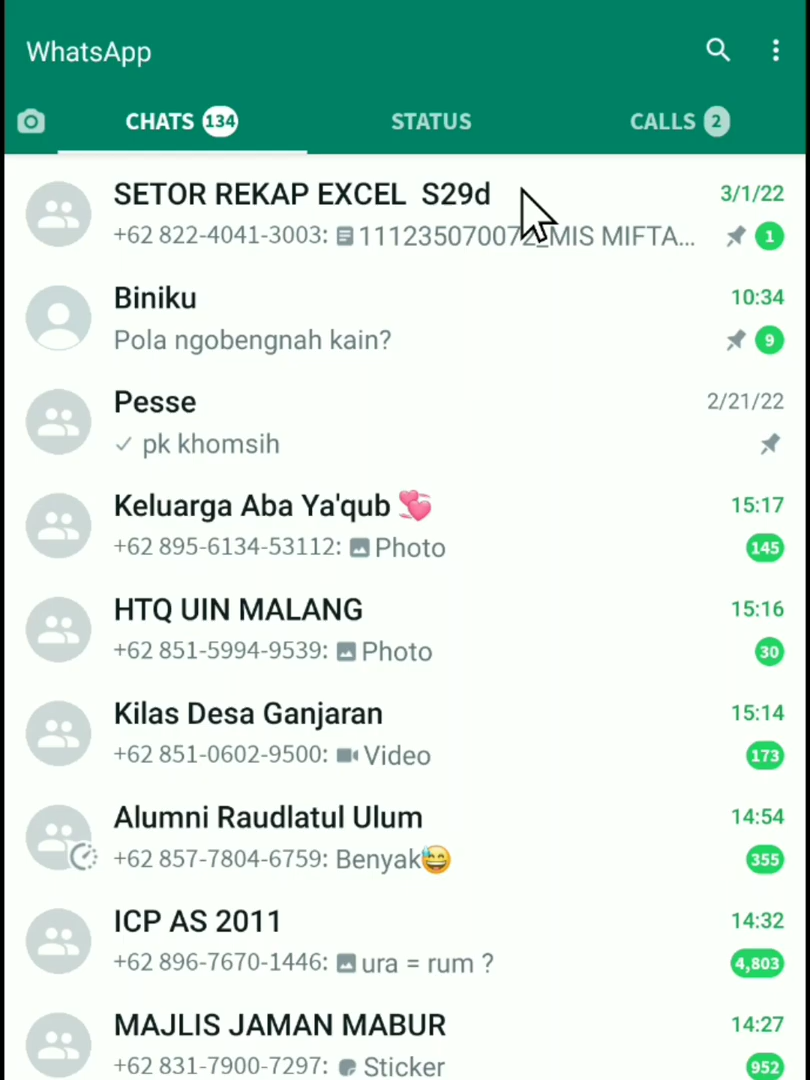 WhatsApp
CHATS 134 STATUS CALLS 2
SETOR REKAP EXCEL S29d 3/1/22
+62 822-4041-3003: 111235070072_MIS MIFTA... 1
Biniku 10:34
Pola ngobengnah kain? 9
Pesse 2/21/22
pk khomsih
Keluarga Aba Ya'qub 💞 15:17
+62 895-6134-53112: Photo 145
HTQ UIN MALANG 15:16
+62 851-5994-9539: Photo 30
Kilas Desa Ganjaran 15:14
+62 851-0602-9500: Video 173
Alumni Raudlatul Ulum 14:54
+62 857-7804-6759: Benyak😅 355
ICP AS 2011 14:32
+62 896-7670-1446: ura = rum ? 4,803
MAJLIS JAMAN MABUR 14:27
+62 831-7900-7297: Sticker 952